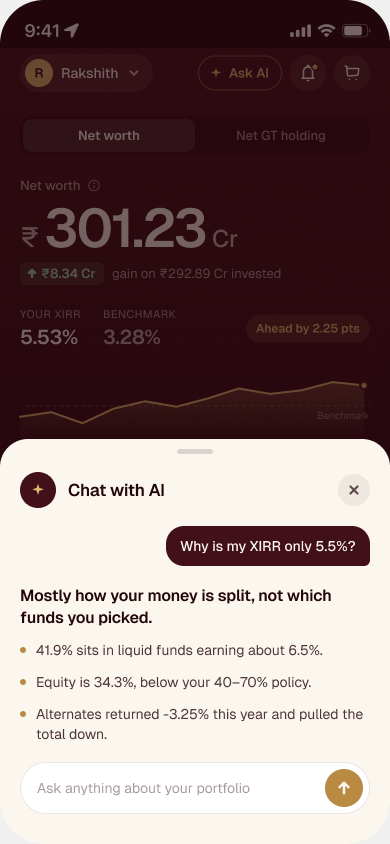 9:41
R Rakshith
Ask AI
Net worth
Net GT holding
Net worth
₹ 301.23 Cr
₹8.34 Cr gain on ₹292.89 Cr invested
YOUR XIRR
BENCHMARK
5.53%
3.28%
Ahead by 2.25 pts
Benchmark
Chat with AI
Why is my XIRR only 5.5%?
Mostly how your money is split, not which
funds you picked.
41.9% sits in liquid funds earning about 6.5%.
Equity is 34.3%, below your 40–70% policy.
Alternates returned -3.25% this year and pulled the
total down.
Ask anything about your portfolio